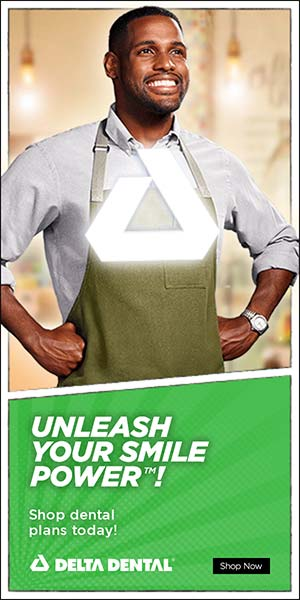 UNLEASH
YOUR SMILE
POWER™!
Shop dental
plans today!
DELTA DENTAL®
Shop Now